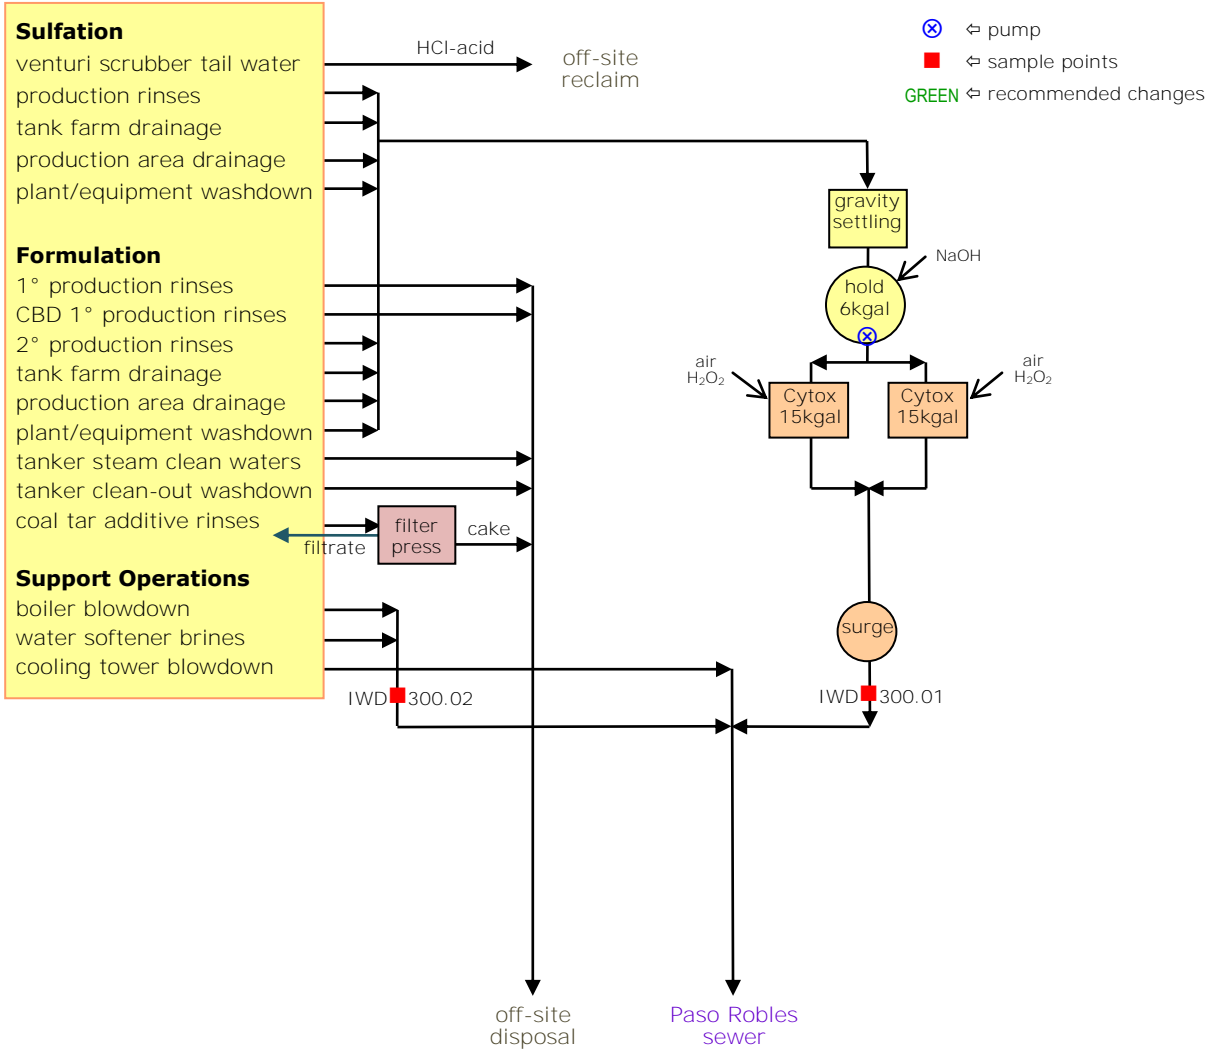 Sulfation
venturi scrubber tail water
production rinses
tank farm drainage
production area drainage
plant/equipment washdown
Formulation
1° production rinses
CBD 1° production rinses
2° production rinses
tank farm drainage
production area drainage
plant/equipment washdown
tanker steam clean waters
tanker clean-out washdown
coal tar additive rinses
Support Operations
boiler blowdown
water softener brines
cooling tower blowdown
HCl-acid
off-site
reclaim
⇦ pump
⇦ sample points
GREEN ⇦ recommended changes
gravity
settling
NaOH
hold
6kgal
air
H₂O₂
air
H₂O₂
Cytox
15kgal
Cytox
15kgal
filtrate
filter
press
cake
surge
IWD 300.02
IWD 300.01
off-site
disposal
Paso Robles
sewer